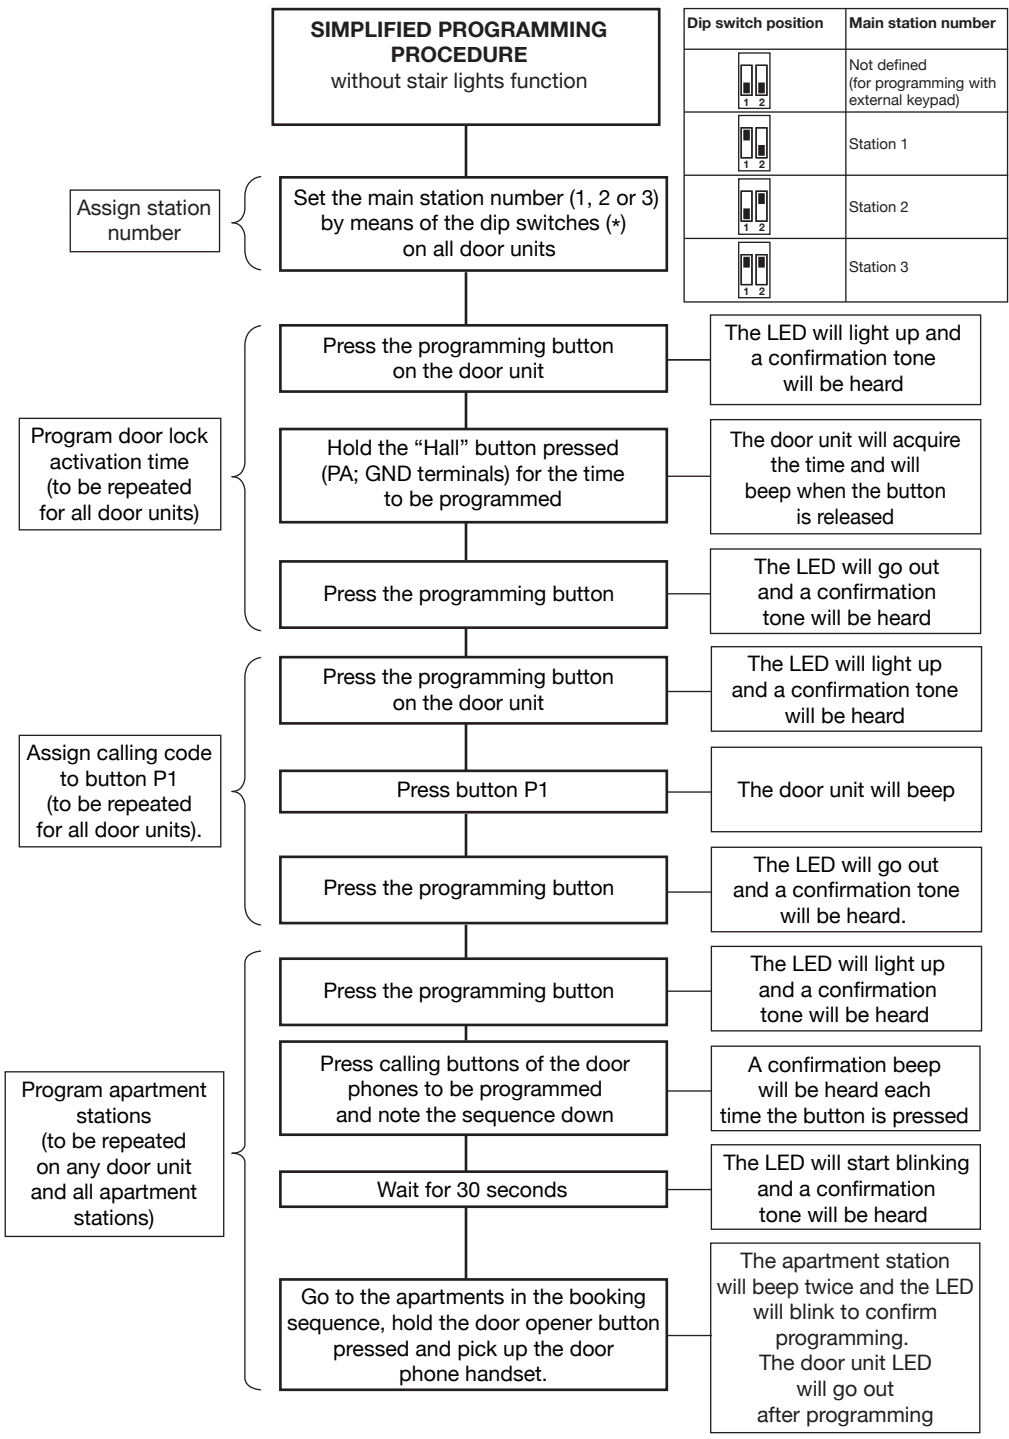 SIMPLIFIED PROGRAMMING
PROCEDURE
without stair lights function
Dip switch position
Main station number
1 2
Not defined
(for programming with
external keypad)
1 2
Station 1
1 2
Station 2
1 2
Station 3
Assign station
number
Set the main station number (1, 2 or 3)
by means of the dip switches (*)
on all door units
Program door lock
activation time
(to be repeated
for all door units)
Press the programming button
on the door unit
The LED will light up and
a confirmation tone
will be heard
Hold the “Hall” button pressed
(PA; GND terminals) for the time
to be programmed
The door unit will acquire
the time and will
beep when the button
is released
Press the programming button
The LED will go out
and a confirmation
tone will be heard
Assign calling code
to button P1
(to be repeated
for all door units).
Press the programming button
on the door unit
The LED will light up
and a confirmation tone
will be heard
Press button P1
The door unit will beep
Press the programming button
The LED will go out
and a confirmation tone
will be heard.
Program apartment
stations
(to be repeated
on any door unit
and all apartment
stations)
Press the programming button
The LED will light up
and a confirmation
tone will be heard
Press calling buttons of the door
phones to be programmed
and note the sequence down
A confirmation beep
will be heard each
time the button is pressed
Wait for 30 seconds
The LED will start blinking
and a confirmation
tone will be heard
Go to the apartments in the booking
sequence, hold the door opener button
pressed and pick up the door
phone handset.
The apartment station
will beep twice and the LED
will blink to confirm
programming.
The door unit LED
will go out
after programming